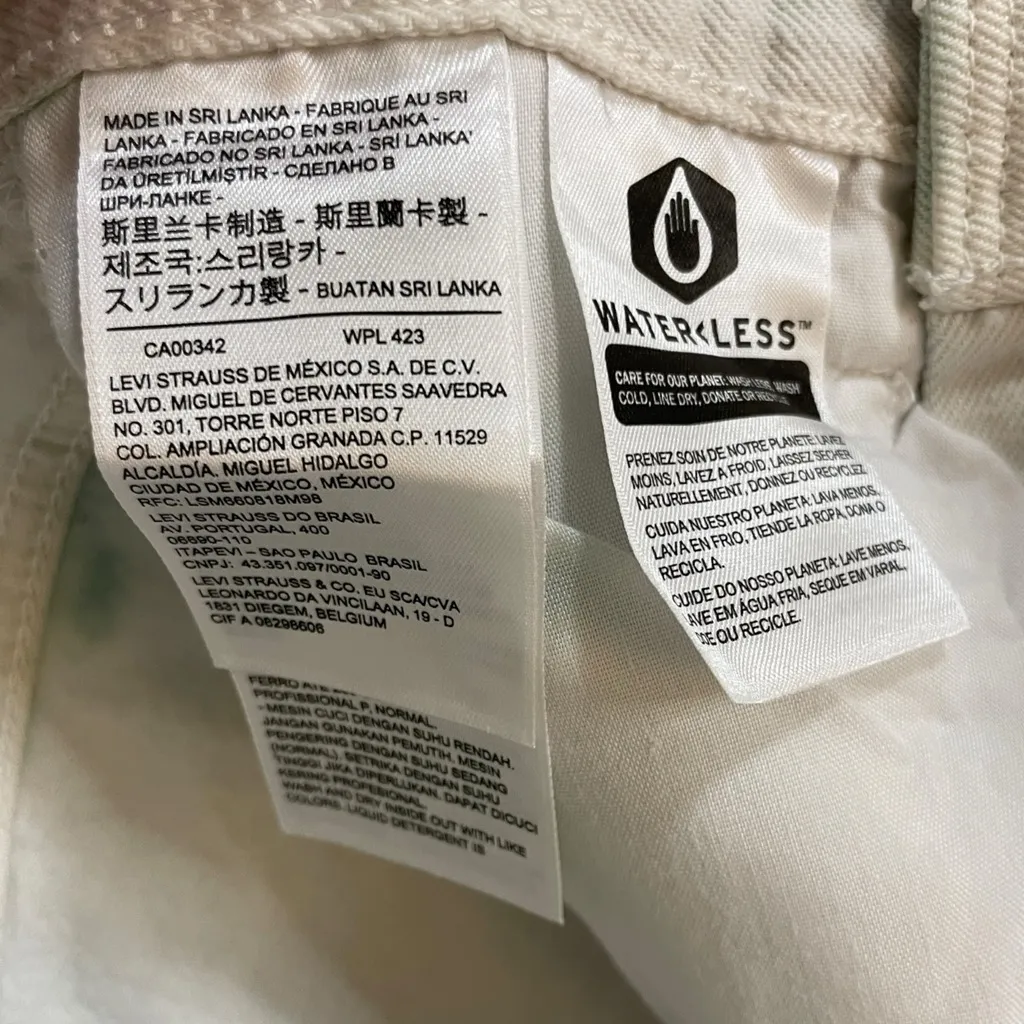 MADE IN SRI LANKA - FABRIQUE AU SRI
LANKA - FABRICADO EN SRI LANKA -
FABRICADO NO SRI LANKA - SRİ LANKA'
DA ÜRETİLMİŞTİR - СДЕЛАНО В
ШРИ-ЛАНКЕ -
斯里兰卡制造 - 斯里蘭卡製 -
제조국:스리랑카 -
スリランカ製 - BUATAN SRI LANKA
CA00342 WPL 423
LEVI STRAUSS DE MÉXICO S.A. DE C.V.
BLVD. MIGUEL DE CERVANTES SAAVEDRA
NO. 301, TORRE NORTE PISO 7
COL. AMPLIACIÓN GRANADA C.P. 11529
ALCALDÍA. MIGUEL HIDALGO
CIUDAD DE MÉXICO, MÉXICO
RFC: LSM660818M98
LEVI STRAUSS DO BRASIL
AV. PORTUGAL, 400
06690-110
ITAPEVI – SAO PAULO BRASIL
CNPJ: 43.351.097/0001-90
LEVI STRAUSS & CO. EU SCA/CVA
LEONARDO DA VINCILAAN, 19 - D
1831 DIEGEM, BELGIUM
CIF A 08298606
FERRO ATÉ
PROFISSIONAL P, NORMAL.
- MESIN CUCI DENGAN SUHU RENDAH.
JANGAN GUNAKAN PEMUTIH. MESIN
PENGERING DENGAN SUHU SEDANG
(NORMAL). SETRIKA DENGAN SUHU
TINGGI JIKA DIPERLUKAN. DAPAT DICUCI
KERING PROFESIONAL.
WASH AND DRY INSIDE OUT WITH LIKE
COLORS. LIQUID DETERGENT IS
WATER<LESS™
CARE FOR OUR PLANET: WASH LESS, WASH
COLD, LINE DRY, DONATE OR
PRENEZ SOIN DE NOTRE PLANÈTE: LAVEZ
MOINS, LAVEZ A FROID, LAISSEZ SÉCHER
NATURELLEMENT, DONNEZ OU RECYCLEZ.
CUIDA NUESTRO PLANETA: LAVA MENOS,
LAVA EN FRIO, TIENDE LA ROPA, DONA O
RECICLA.
CUIDE DO NOSSO PLANETA: LAVE MENOS,
LAVE EM ÁGUA FRIA, SEQUE EM VARAL,
OU RECICLE.